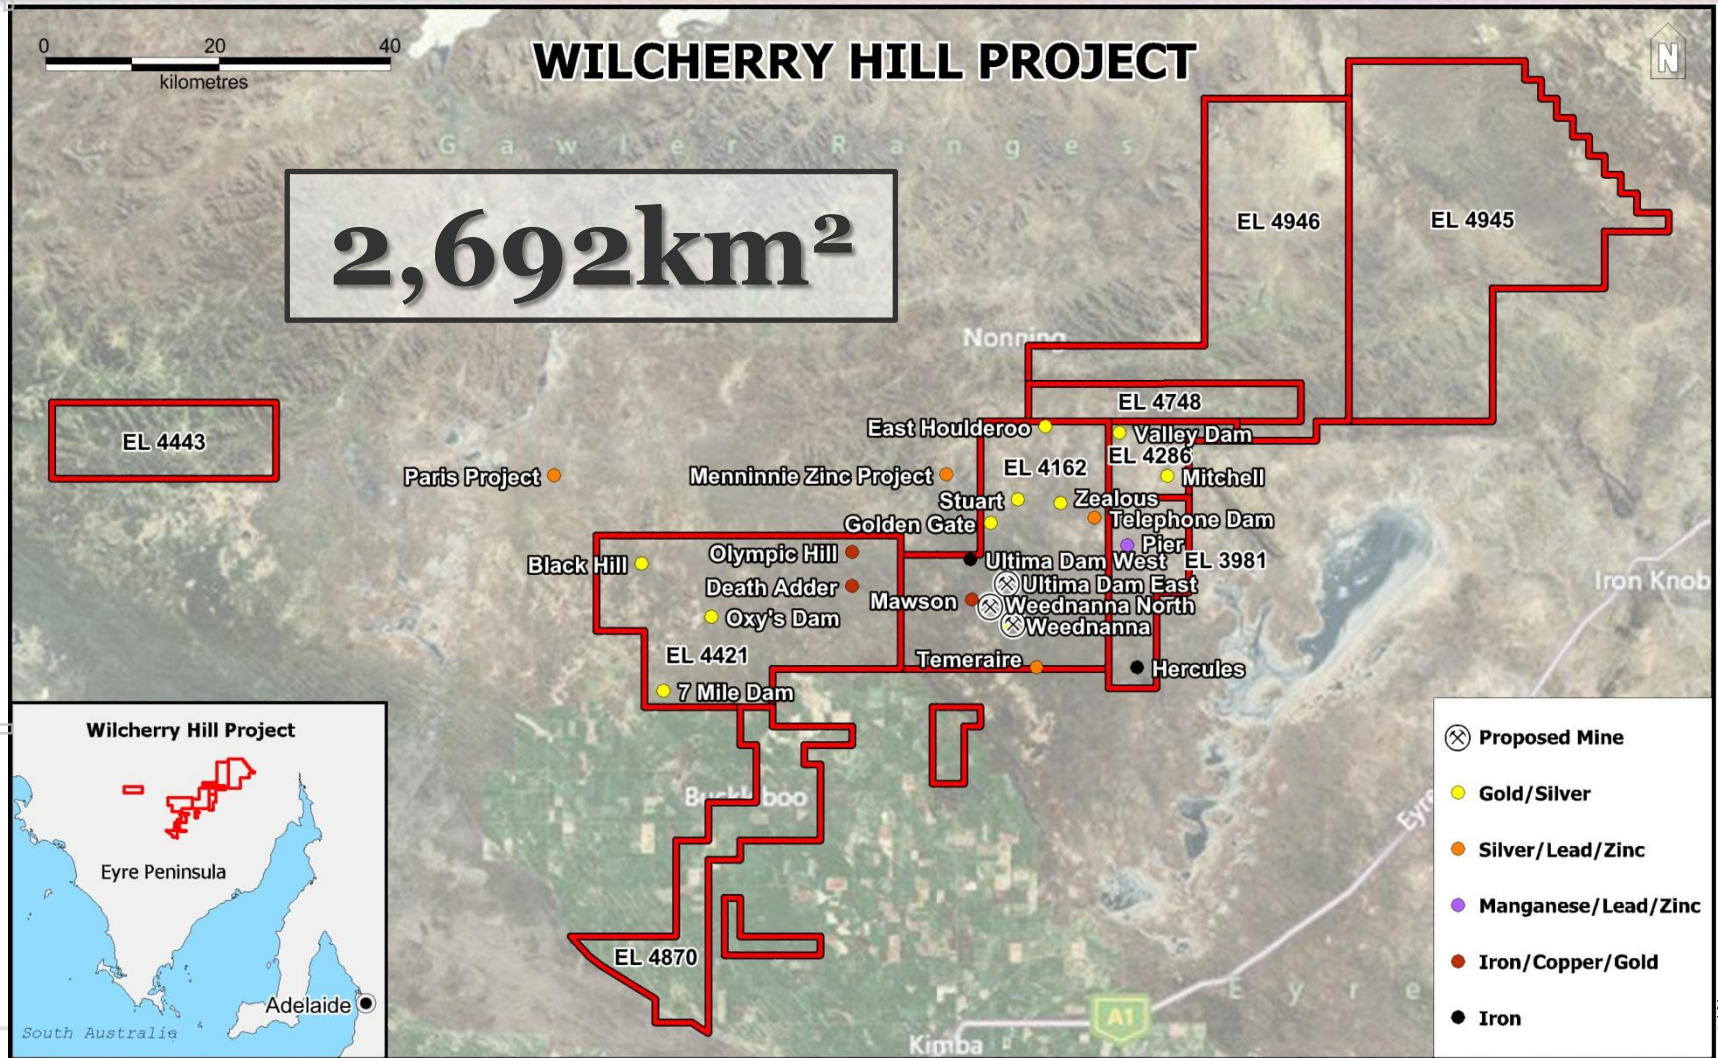 WILCHERRY HILL PROJECT
0 20 40
kilometres
N
Gawler Ranges
2,692km²
EL 4946
EL 4945
Nonning
EL 4748
EL 4443
East Houlderoo
Valley Dam
EL 4286
EL 4162
Paris Project
Menninnie Zinc Project
Mitchell
Stuart
Zealous
Golden Gate
Telephone Dam
Pier
Olympic Hill
Black Hill
Ultima Dam West
EL 3981
Iron Knob
Death Adder
Ultima Dam East
Mawson
Weednanna North
Oxy's Dam
Weednanna
EL 4421
Temeraire
Hercules
7 Mile Dam
Buckleboo
Eyre
EL 4870
Eyre
A1
Kimba
Wilcherry Hill Project
Eyre Peninsula
Adelaide
South Australia
Proposed Mine
Gold/Silver
Silver/Lead/Zinc
Manganese/Lead/Zinc
Iron/Copper/Gold
Iron